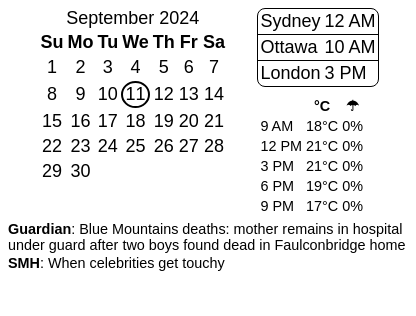 September 2024
Su Mo Tu We Th Fr Sa
1 2 3 4 5 6 7
8 9 10 11 12 13 14
15 16 17 18 19 20 21
22 23 24 25 26 27 28
29 30
Sydney 12 AM
Ottawa 10 AM
London 3 PM
°C ☂
9 AM 18°C 0%
12 PM 21°C 0%
3 PM 21°C 0%
6 PM 19°C 0%
9 PM 17°C 0%
Guardian: Blue Mountains deaths: mother remains in hospital
under guard after two boys found dead in Faulconbridge home
SMH: When celebrities get touchy